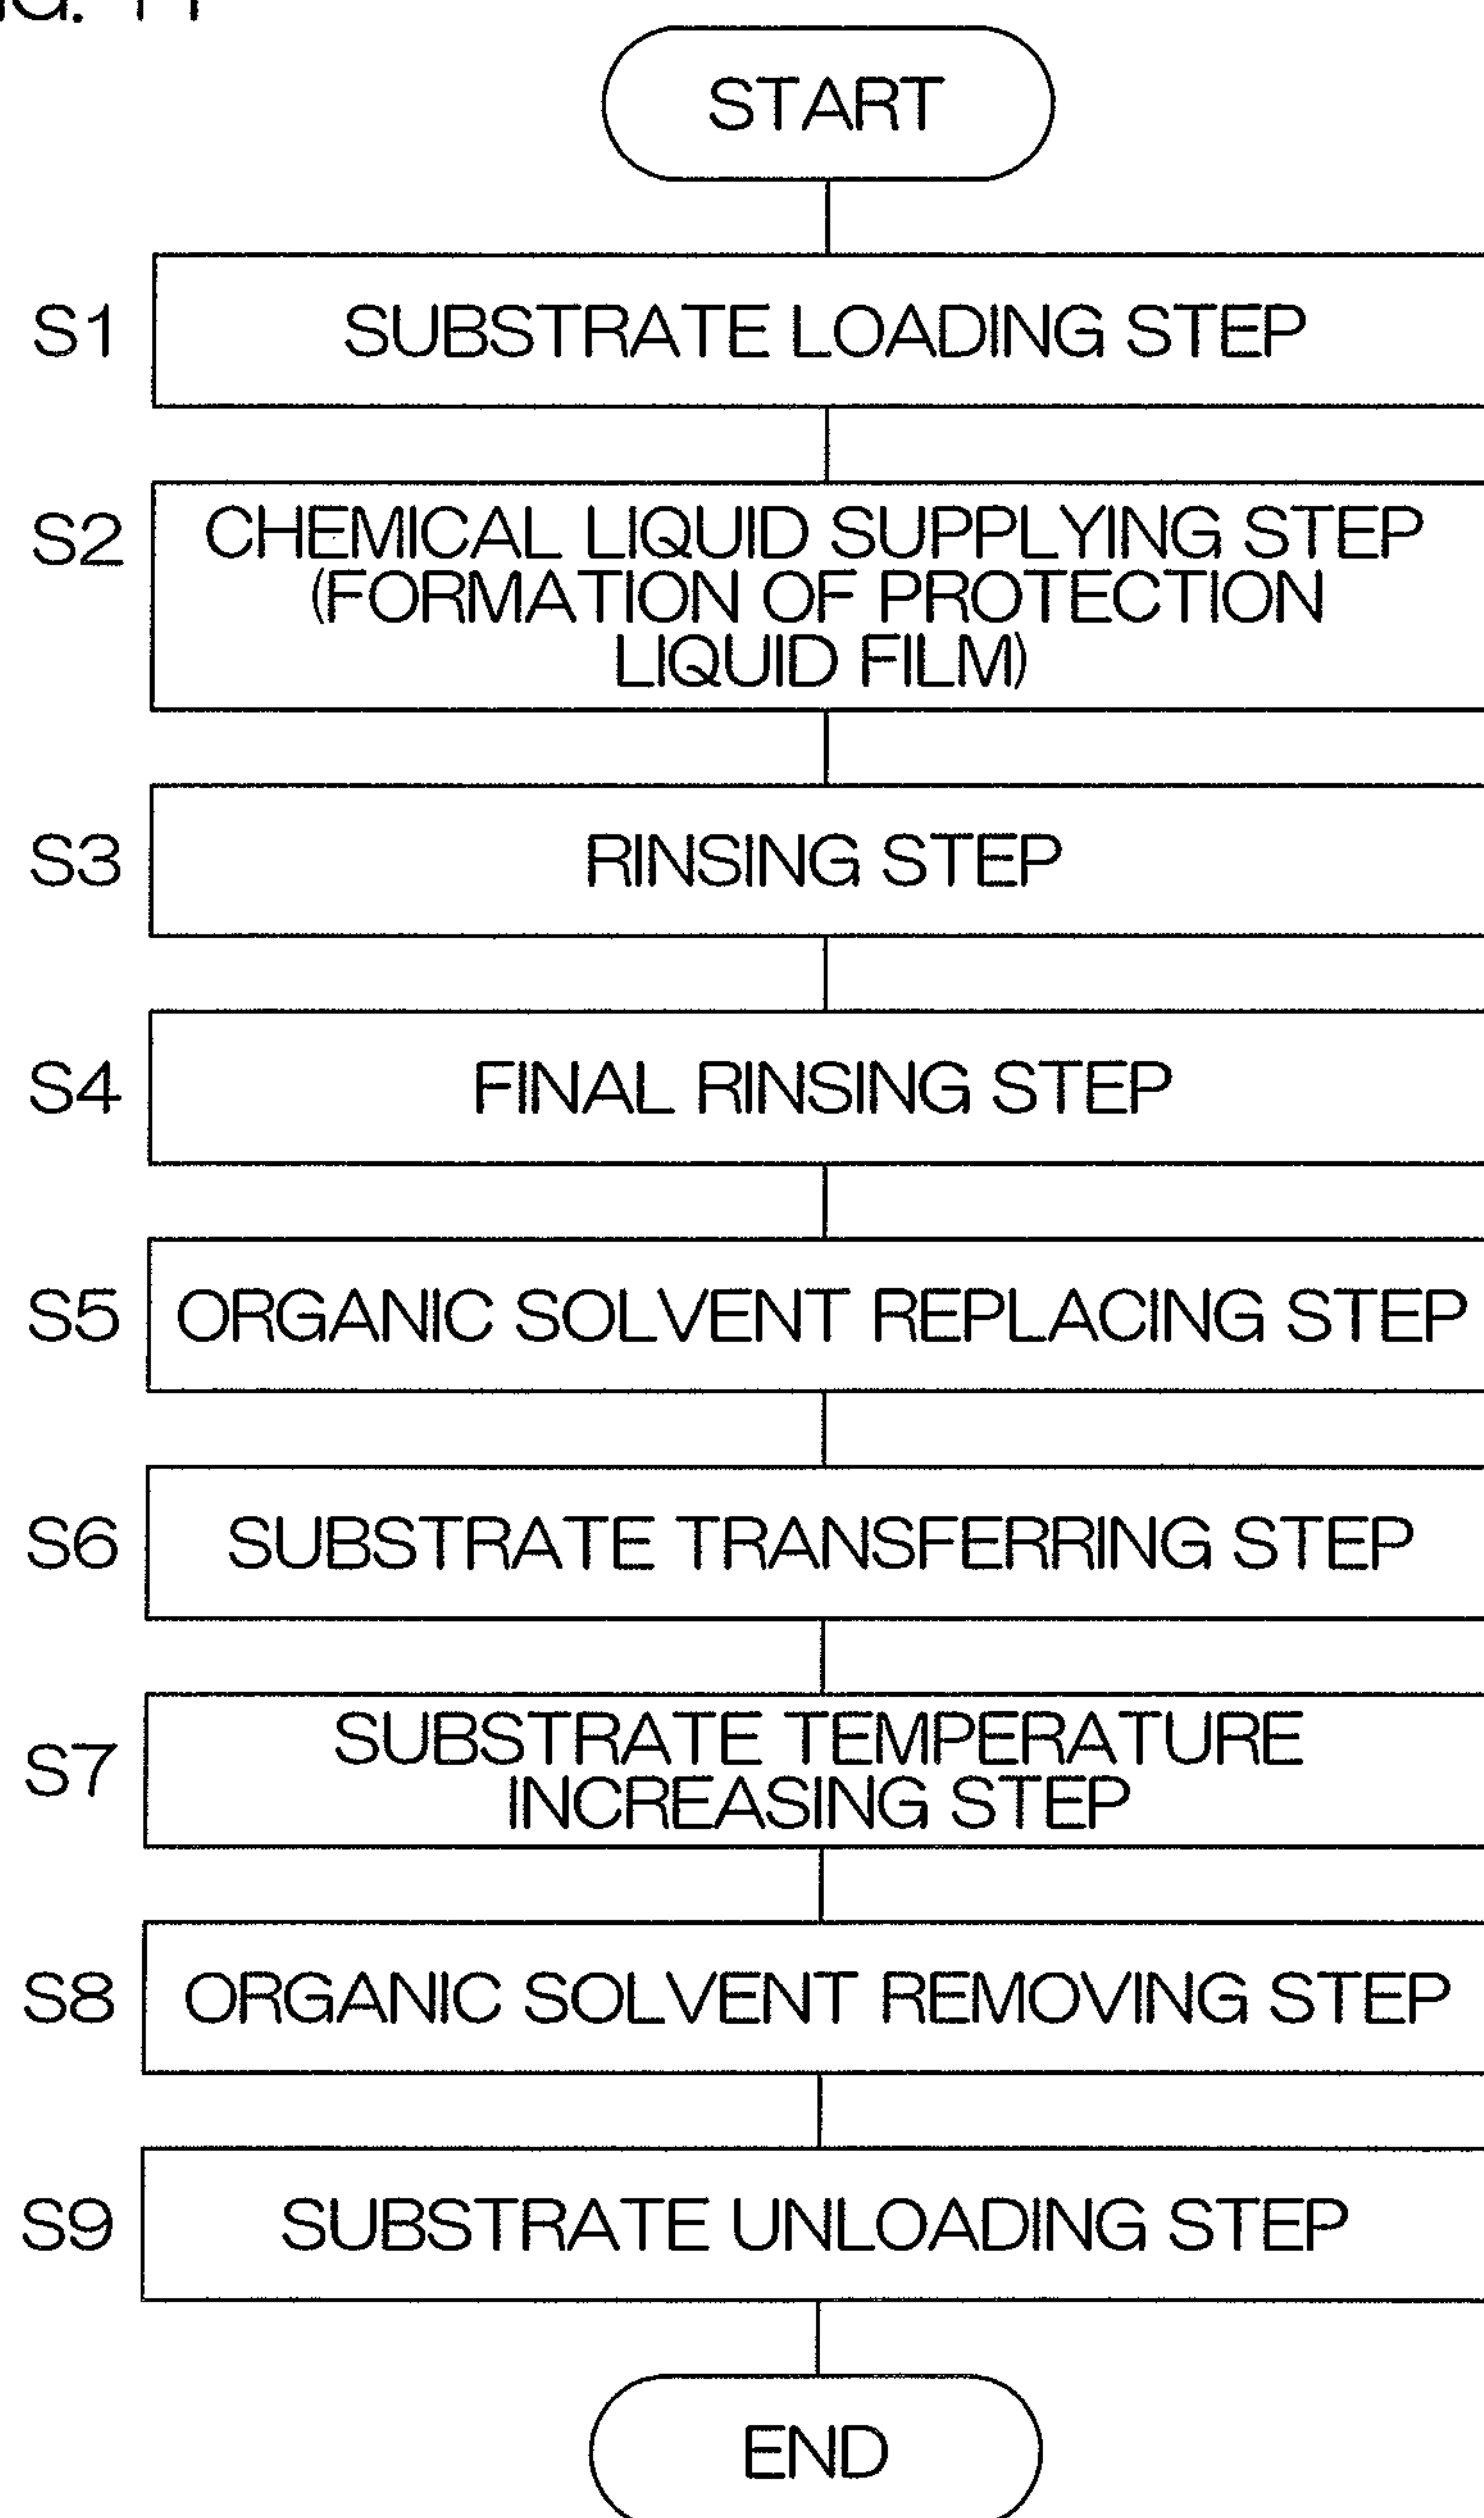 START
S1 SUBSTRATE LOADING STEP
S2 CHEMICAL LIQUID SUPPLYING STEP
(FORMATION OF PROTECTION
LIQUID FILM)
S3 RINSING STEP
S4 FINAL RINSING STEP
S5 ORGANIC SOLVENT REPLACING STEP
S6 SUBSTRATE TRANSFERRING STEP
S7 SUBSTRATE TEMPERATURE
INCREASING STEP
S8 ORGANIC SOLVENT REMOVING STEP
S9 SUBSTRATE UNLOADING STEP
END